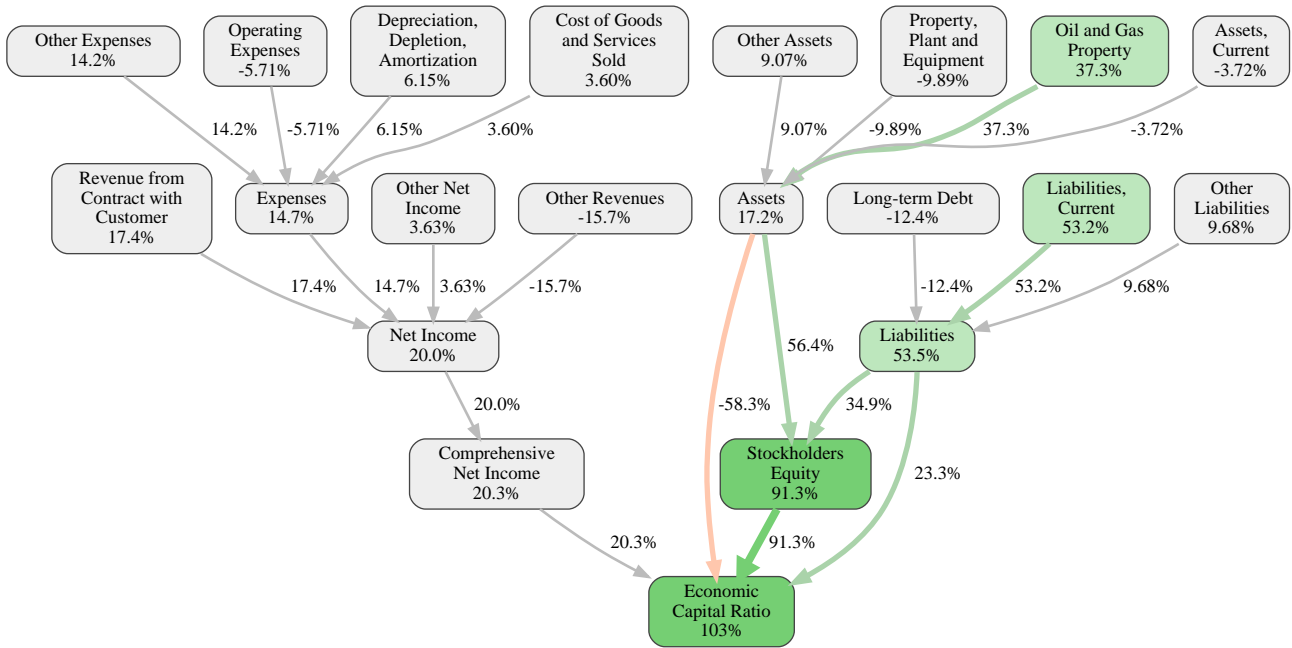 Other Expenses
14.2%
Operating
Expenses
-5.71%
Depreciation,
Depletion,
Amortization
6.15%
Cost of Goods
and Services
Sold
3.60%
Other Assets
9.07%
Property,
Plant and
Equipment
-9.89%
Oil and Gas
Property
37.3%
Assets,
Current
-3.72%
14.2%
-5.71%
6.15%
3.60%
9.07%
-9.89%
37.3%
-3.72%
Revenue from
Contract with
Customer
17.4%
Expenses
14.7%
Other Net
Income
3.63%
Other Revenues
-15.7%
Assets
17.2%
Long-term Debt
-12.4%
Liabilities,
Current
53.2%
Other
Liabilities
9.68%
17.4%
14.7%
3.63%
-15.7%
-12.4%
53.2%
9.68%
Net Income
20.0%
56.4%
Liabilities
53.5%
20.0%
-58.3%
34.9%
Comprehensive
Net Income
20.3%
Stockholders
Equity
91.3%
23.3%
20.3%
91.3%
Economic
Capital Ratio
103%